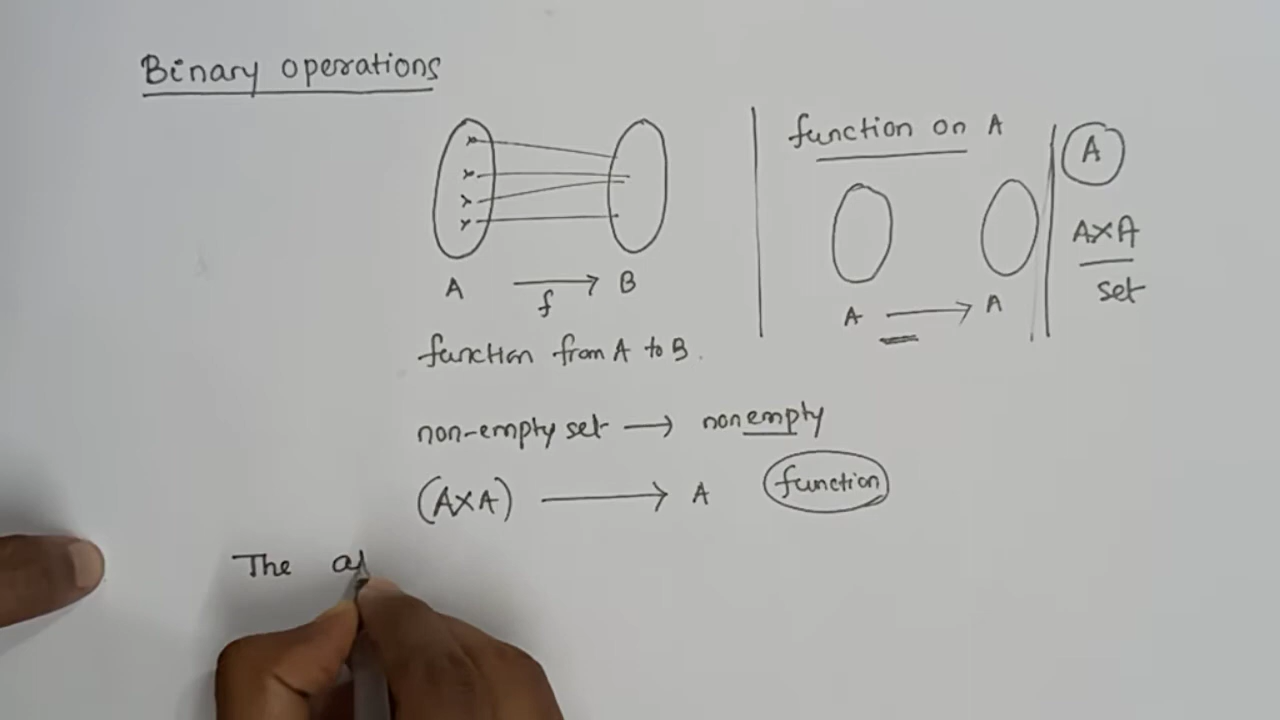 Binary operations
A → B
f
function from A to B.
function on A
A → A
A
A×A
set
non-empty set → nonempty
(A×A) → A function
The